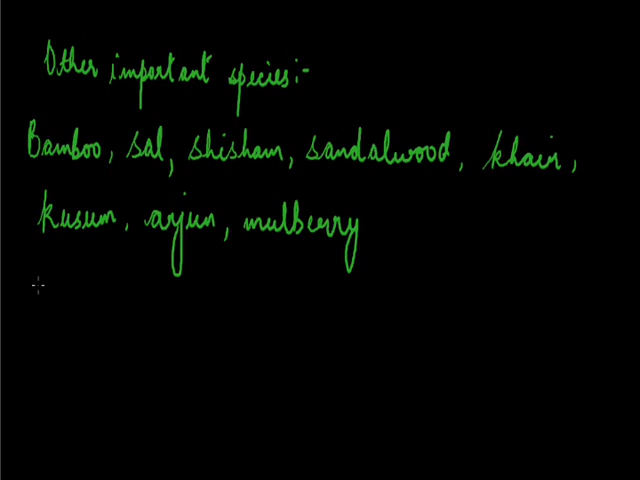 Other important species:-
Bamboo, sal, shisham, sandalwood, khair,
kusum, arjun, mulberry